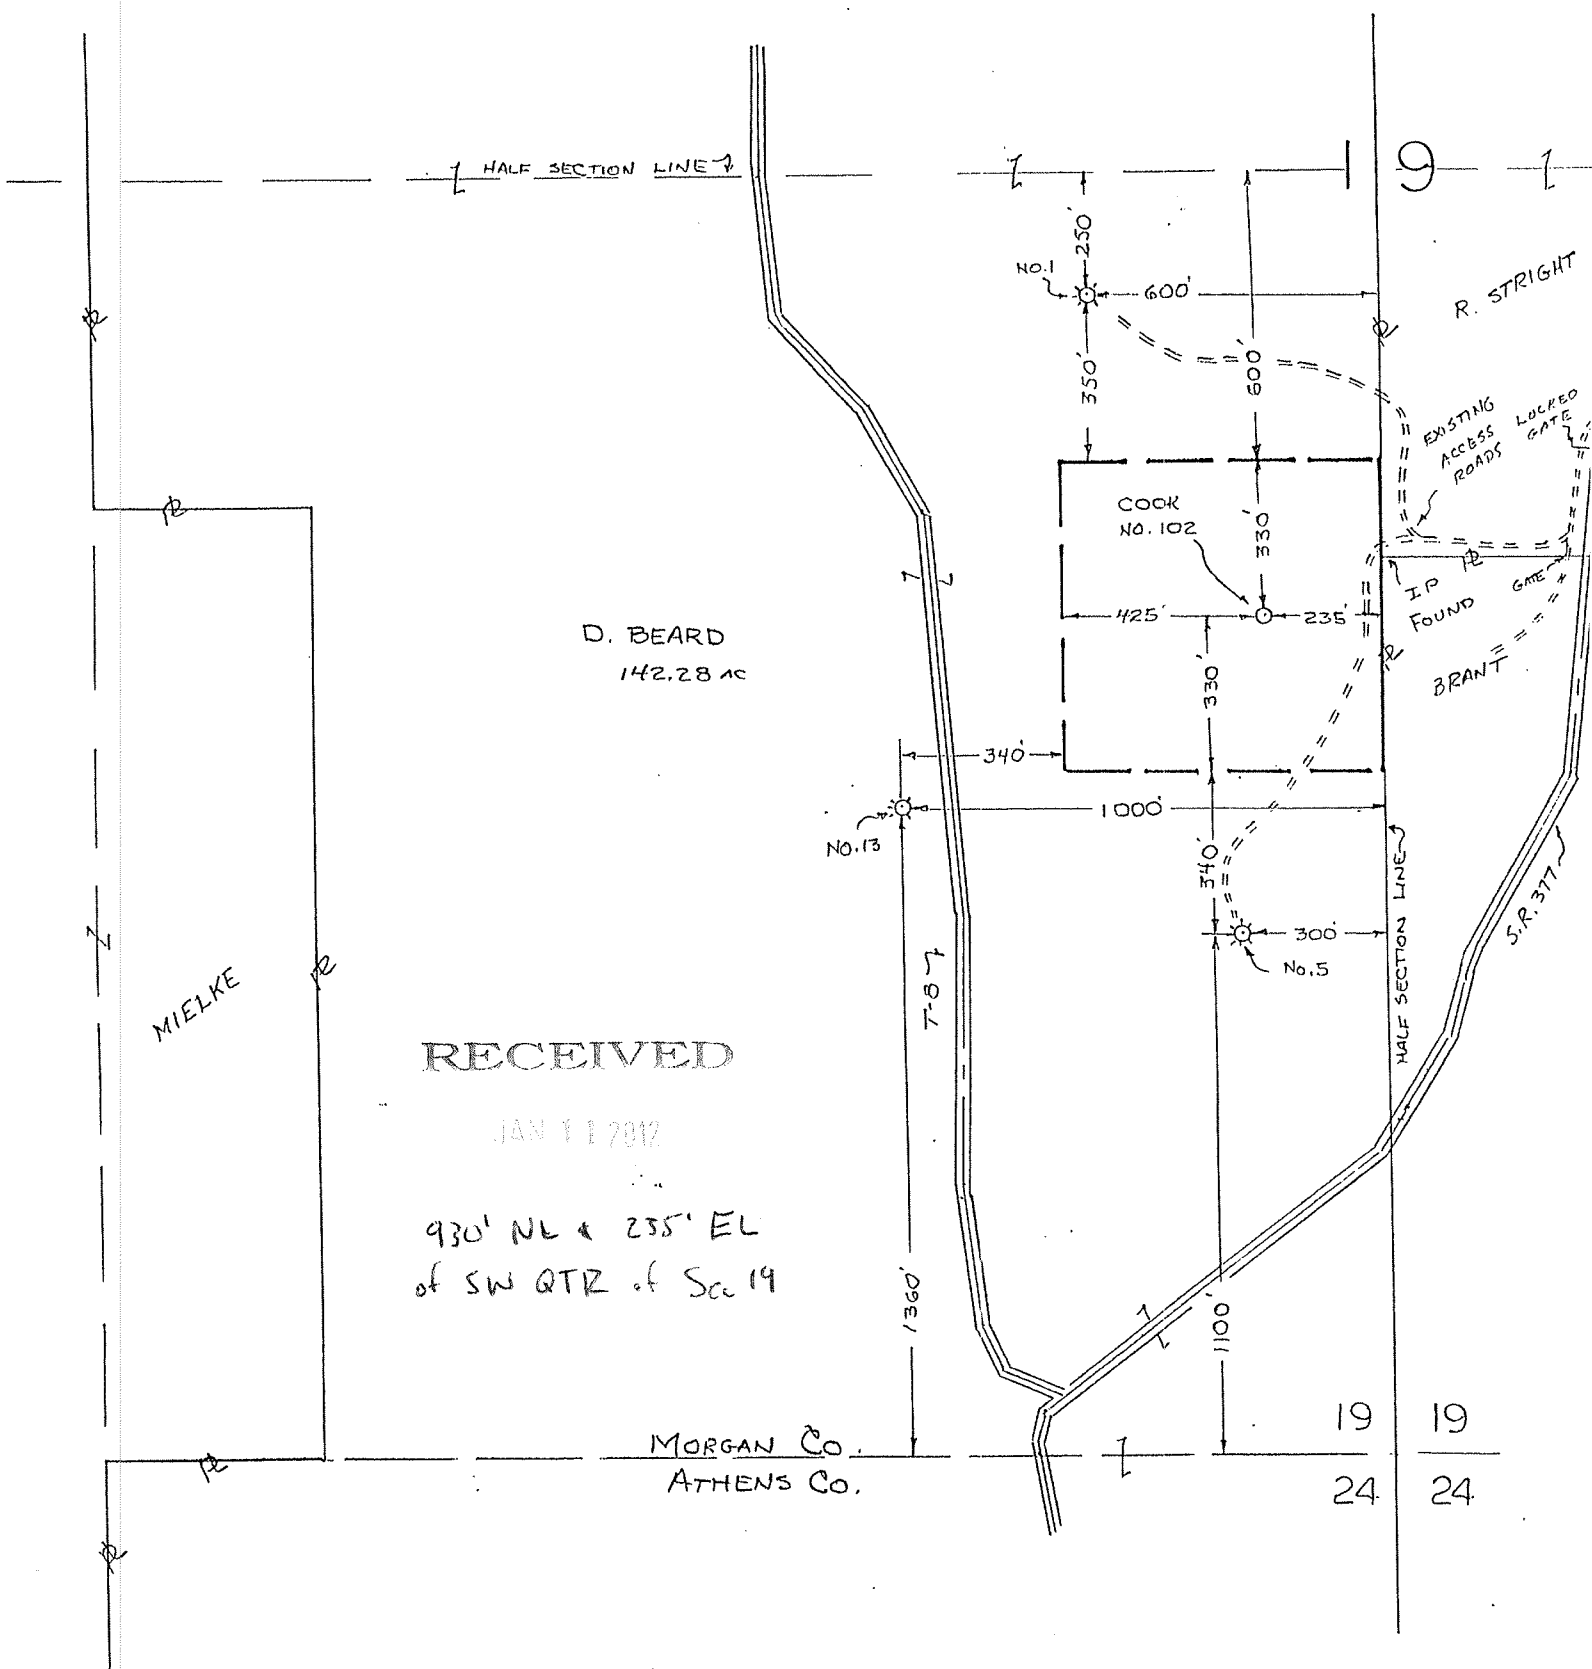 HALF SECTION LINE
19
250'
NO.1
600'
R. STRIGHT
350'
600'
EXISTING
ACCESS
ROADS
LOCKED
GATE
COOK
NO. 102
330'
I.P.
FOUND
GATE
425'
235'
D. BEARD
142.28 AC
330'
BRANT
340'
1000'
NO.13
340'
HALF SECTION LINE
S.R. 377
300'
NO.5
T-87
MIELKE
RECEIVED
JAN 11 2012
930' NL & 235' EL
of SW QTR of Sec 19
1360'
1100'
MORGAN CO.
ATHENS CO.
19 19
24 24